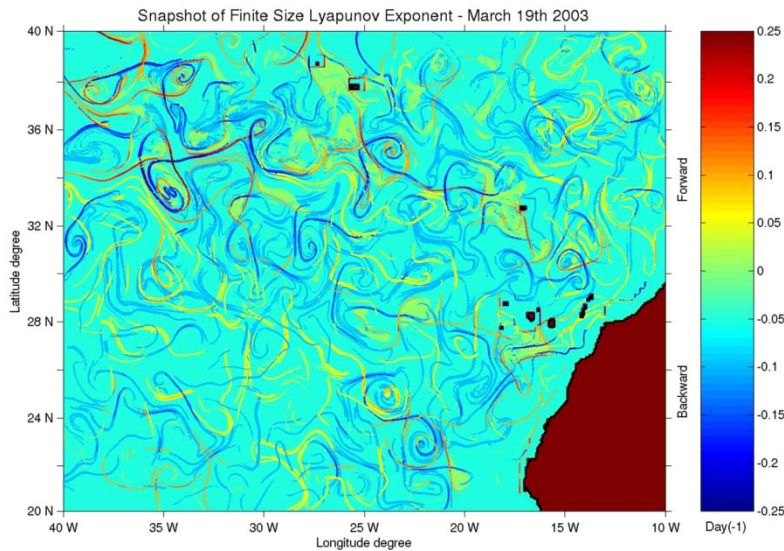 Snapshot of Finite Size Lyapunov Exponent - March 19th 2003
40 N
36 N
32 N
28 N
24 N
20 N
Latitude degree
40 W
35 W
30 W
25 W
20 W
15 W
10 W
Longitude degree
0.25
0.2
0.15
0.1
0.05
0
-0.05
-0.1
-0.15
-0.2
-0.25
Day(-1)
Forward
Backward